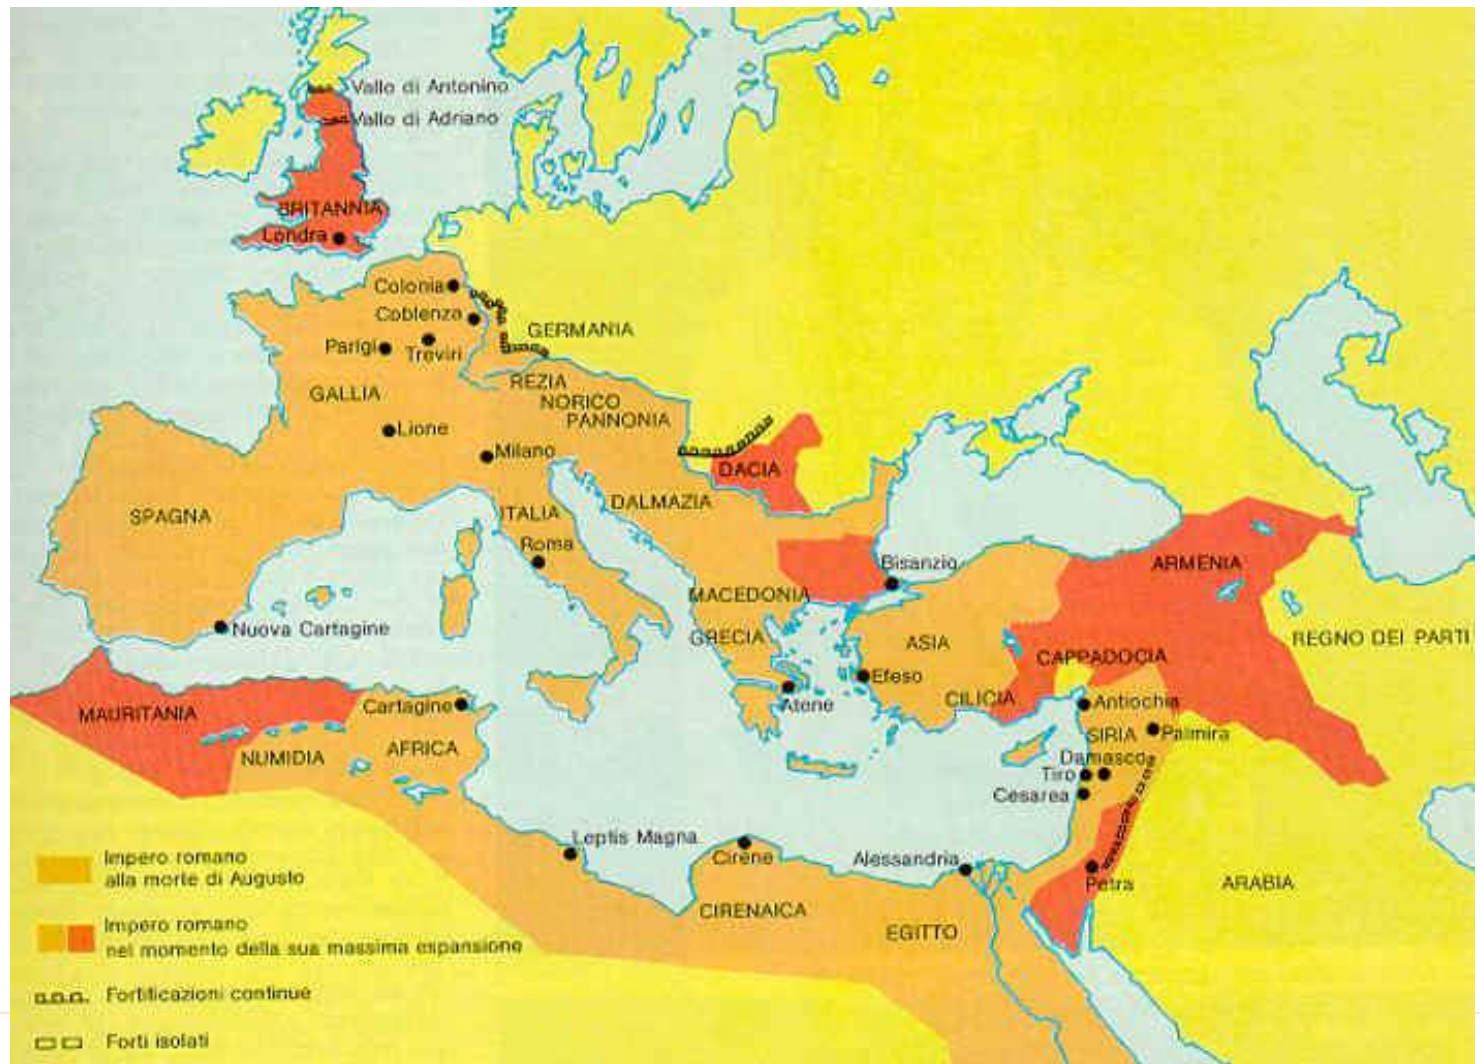 Vallo di Antonino
Vallo di Adriano
BRITANNIA
Londra
Colonia
Coblenza
GERMANIA
Parigi
Treviri
REZIA
GALLIA
NORICO
PANNONIA
Lione
Milano
DACIA
SPAGNA
ITALIA
DALMAZIA
Roma
Bisanzio
ARMENIA
MACEDONIA
Nuova Cartagine
GRECIA
ASIA
REGNO DEI PARTI
CAPPADOCIA
Efeso
CILICIA
Antiochia
MAURITANIA
Cartagine
Atene
AFRICA
NUMIDIA
SIRIA
Palmira
Damasco
Tiro
Cesarea
Leptis Magna
Cirene
Alessandria
Petra
ARABIA
CIRENAICA
EGITTO
Impero romano
alla morte di Augusto
Impero romano
nel momento della sua massima espansione
Fortificazioni continue
Forti isolati